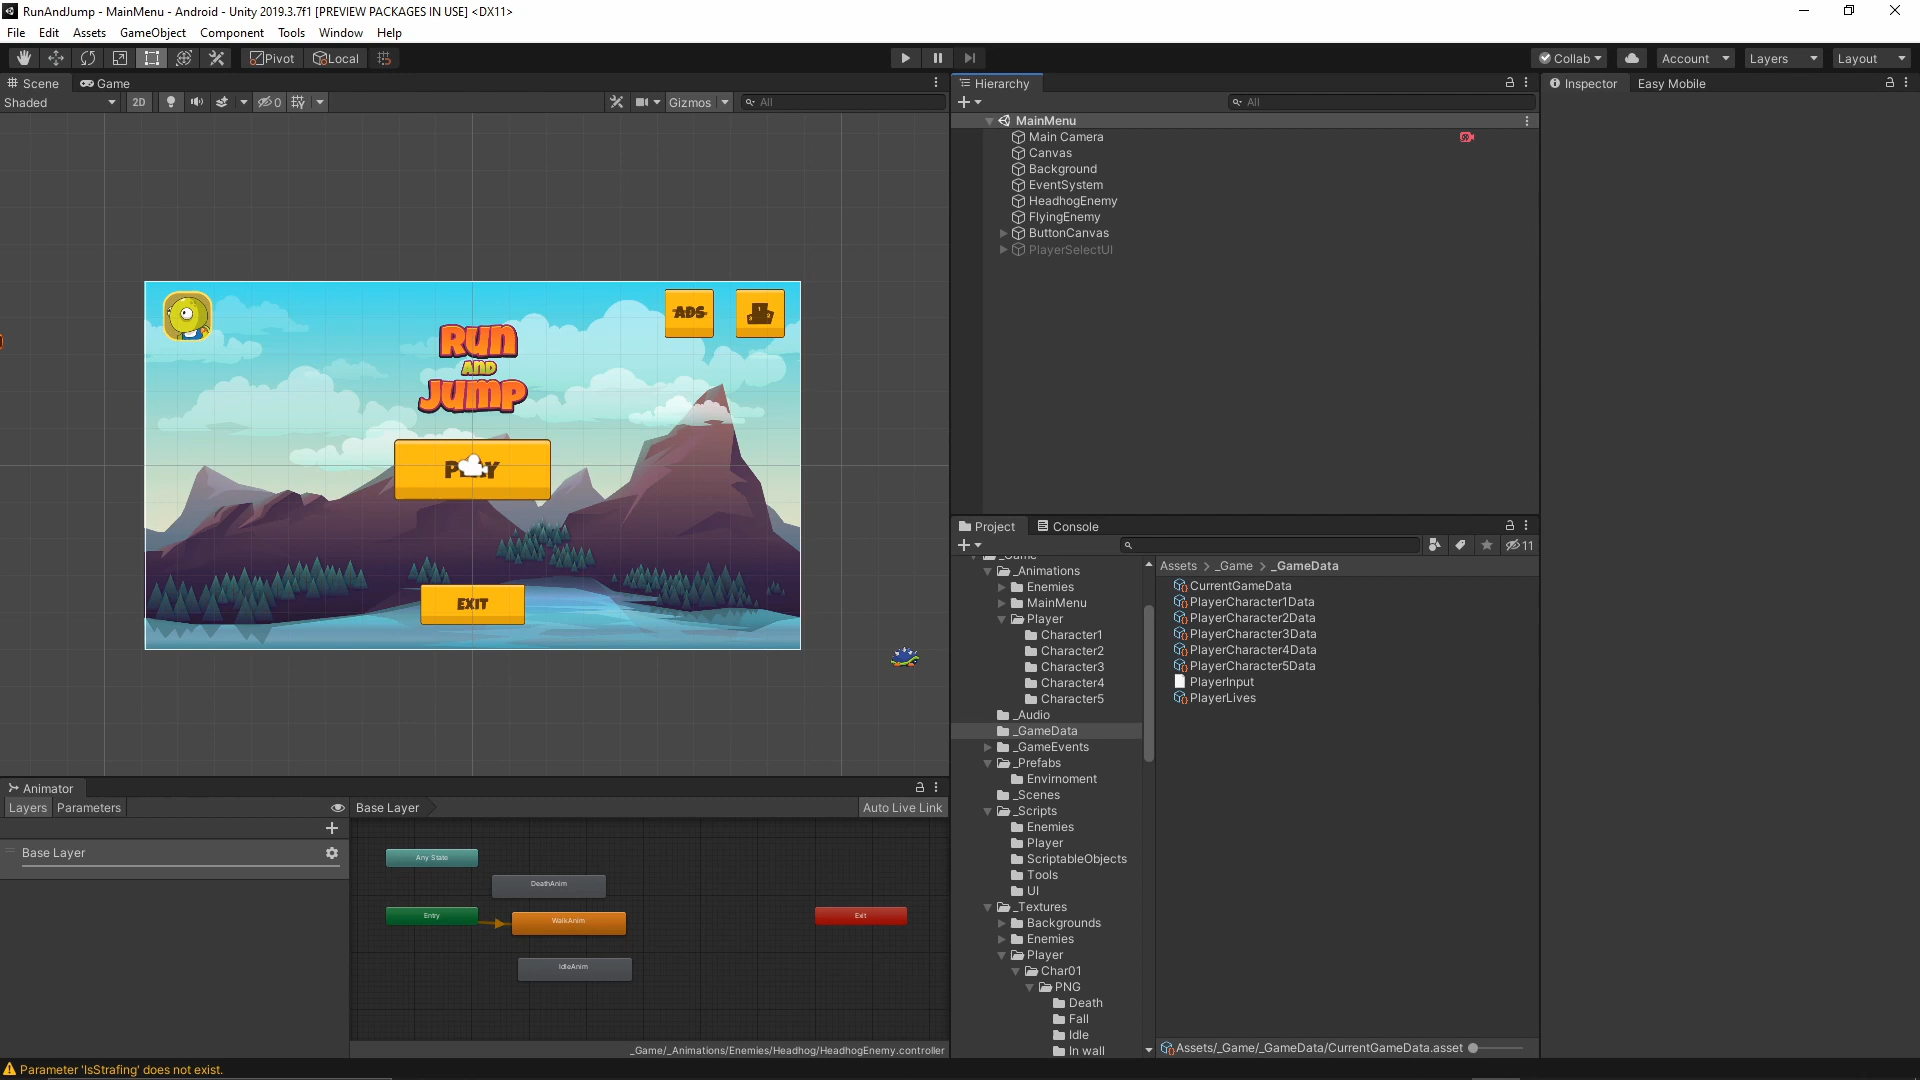 RunAndJump - MainMenu - Android - Unity 2019.3.7f1 [PREVIEW PACKAGES IN USE] <DX11>
File Edit Assets GameObject Component Tools Window Help
Pivot Local Collab Account Layers Layout
Scene Game
Shaded 2D 0 Gizmos All
ADS
Run
AND
Jump
EXIT
Hierarchy
All
MainMenu
Main Camera
Canvas
Background
EventSystem
HeadhogEnemy
FlyingEnemy
ButtonCanvas
PlayerSelectUI
Inspector Easy Mobile
Project Console
11
_Game
_Animations
Enemies
MainMenu
Player
Character1
Character2
Character3
Character4
Character5
_Audio
_GameData
_GameEvents
_Prefabs
Envirnoment
_Scenes
_Scripts
Enemies
Player
ScriptableObjects
Tools
UI
_Textures
Backgrounds
Enemies
Player
Char01
PNG
Death
Fall
Idle
In wall
Assets > _Game > _GameData
CurrentGameData
PlayerCharacter1Data
PlayerCharacter2Data
PlayerCharacter3Data
PlayerCharacter4Data
PlayerCharacter5Data
PlayerInput
PlayerLives
Assets/_Game/_GameData/CurrentGameData.asset
Animator
Layers Parameters Base Layer Auto Live Link
Base Layer
Any State
DeathAnim
Entry
WalkAnim
Exit
IdleAnim
_Game/_Animations/Enemies/Headhog/HeadhogEnemy.controller
Parameter 'IsStrafing' does not exist.